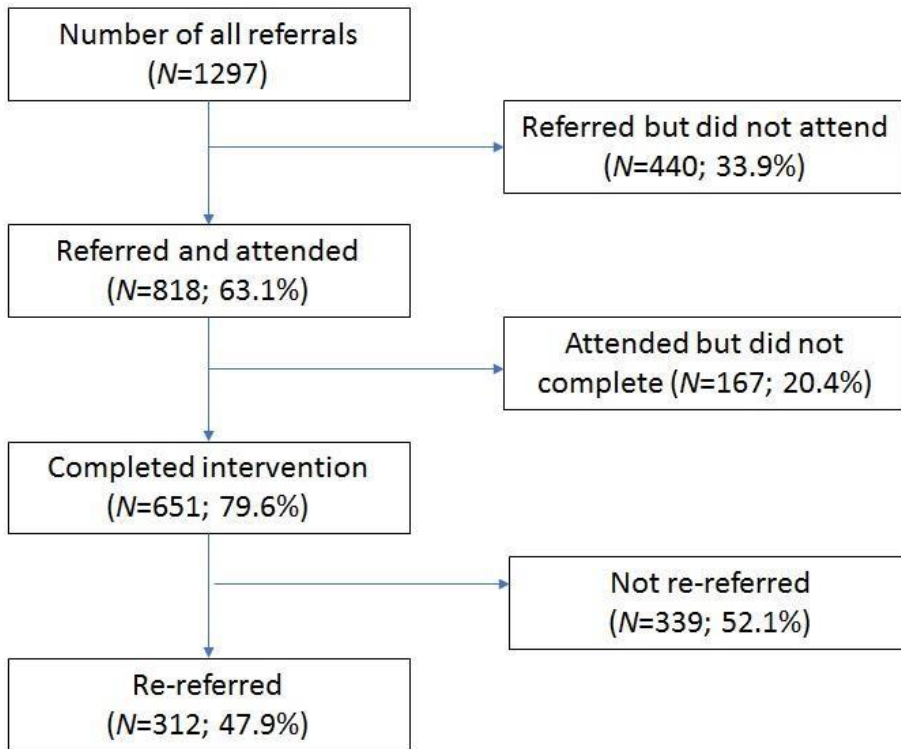 Number of all referrals
(N=1297)
Referred but did not attend
(N=440; 33.9%)
Referred and attended
(N=818; 63.1%)
Attended but did not
complete (N=167; 20.4%)
Completed intervention
(N=651; 79.6%)
Not re-referred
(N=339; 52.1%)
Re-referred
(N=312; 47.9%)